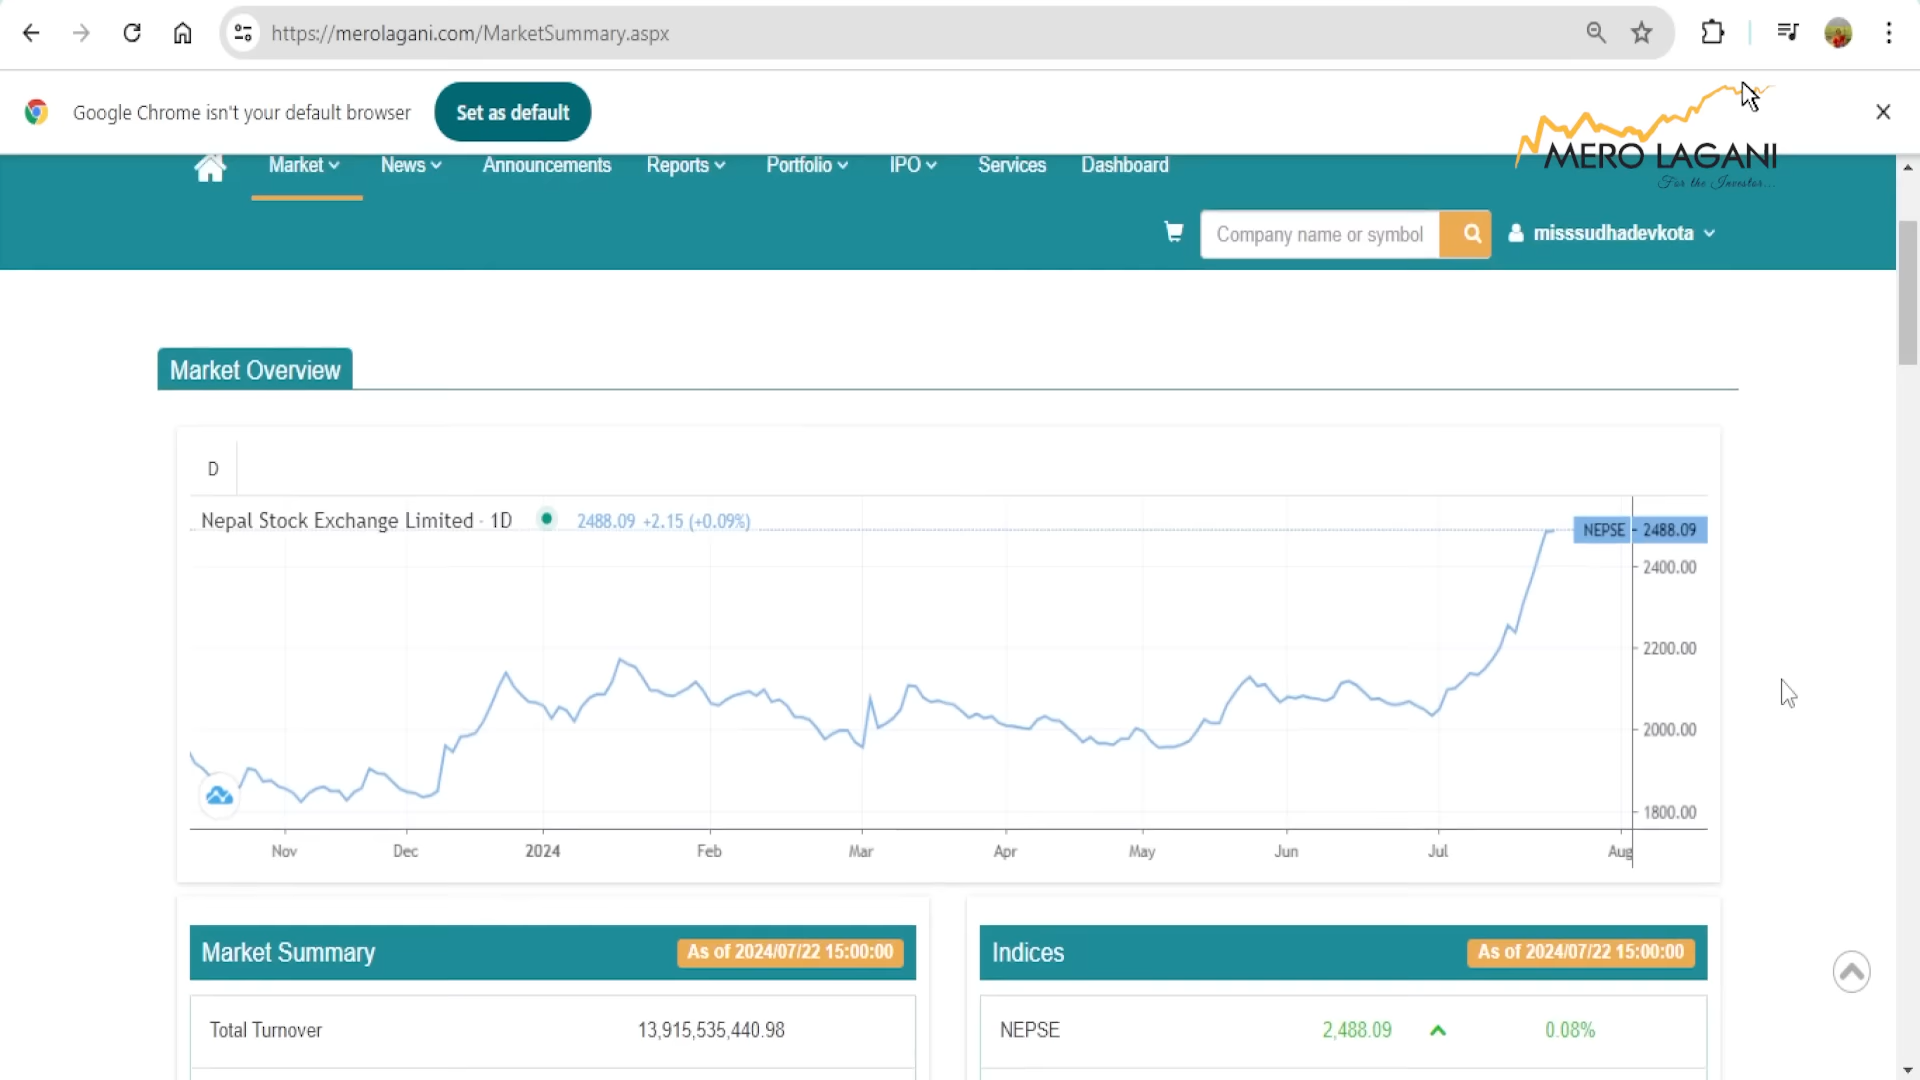 https://merolagani.com/MarketSummary.aspx
Google Chrome isn't your default browser
Set as default
MERO LAGANI
For the Investor...
Market
News
Announcements
Reports
Portfolio
IPO
Services
Dashboard
Company name or symbol
misssudhadevkota
Market Overview
D
Nepal Stock Exchange Limited · 1D
2488.09 +2.15 (+0.09%)
NEPSE
2488.09
2400.00
2200.00
2000.00
1800.00
Nov
Dec
2024
Feb
Mar
Apr
May
Jun
Jul
Aug
Market Summary
As of 2024/07/22 15:00:00
Indices
As of 2024/07/22 15:00:00
Total Turnover
13,915,535,440.98
NEPSE
2,488.09
0.08%